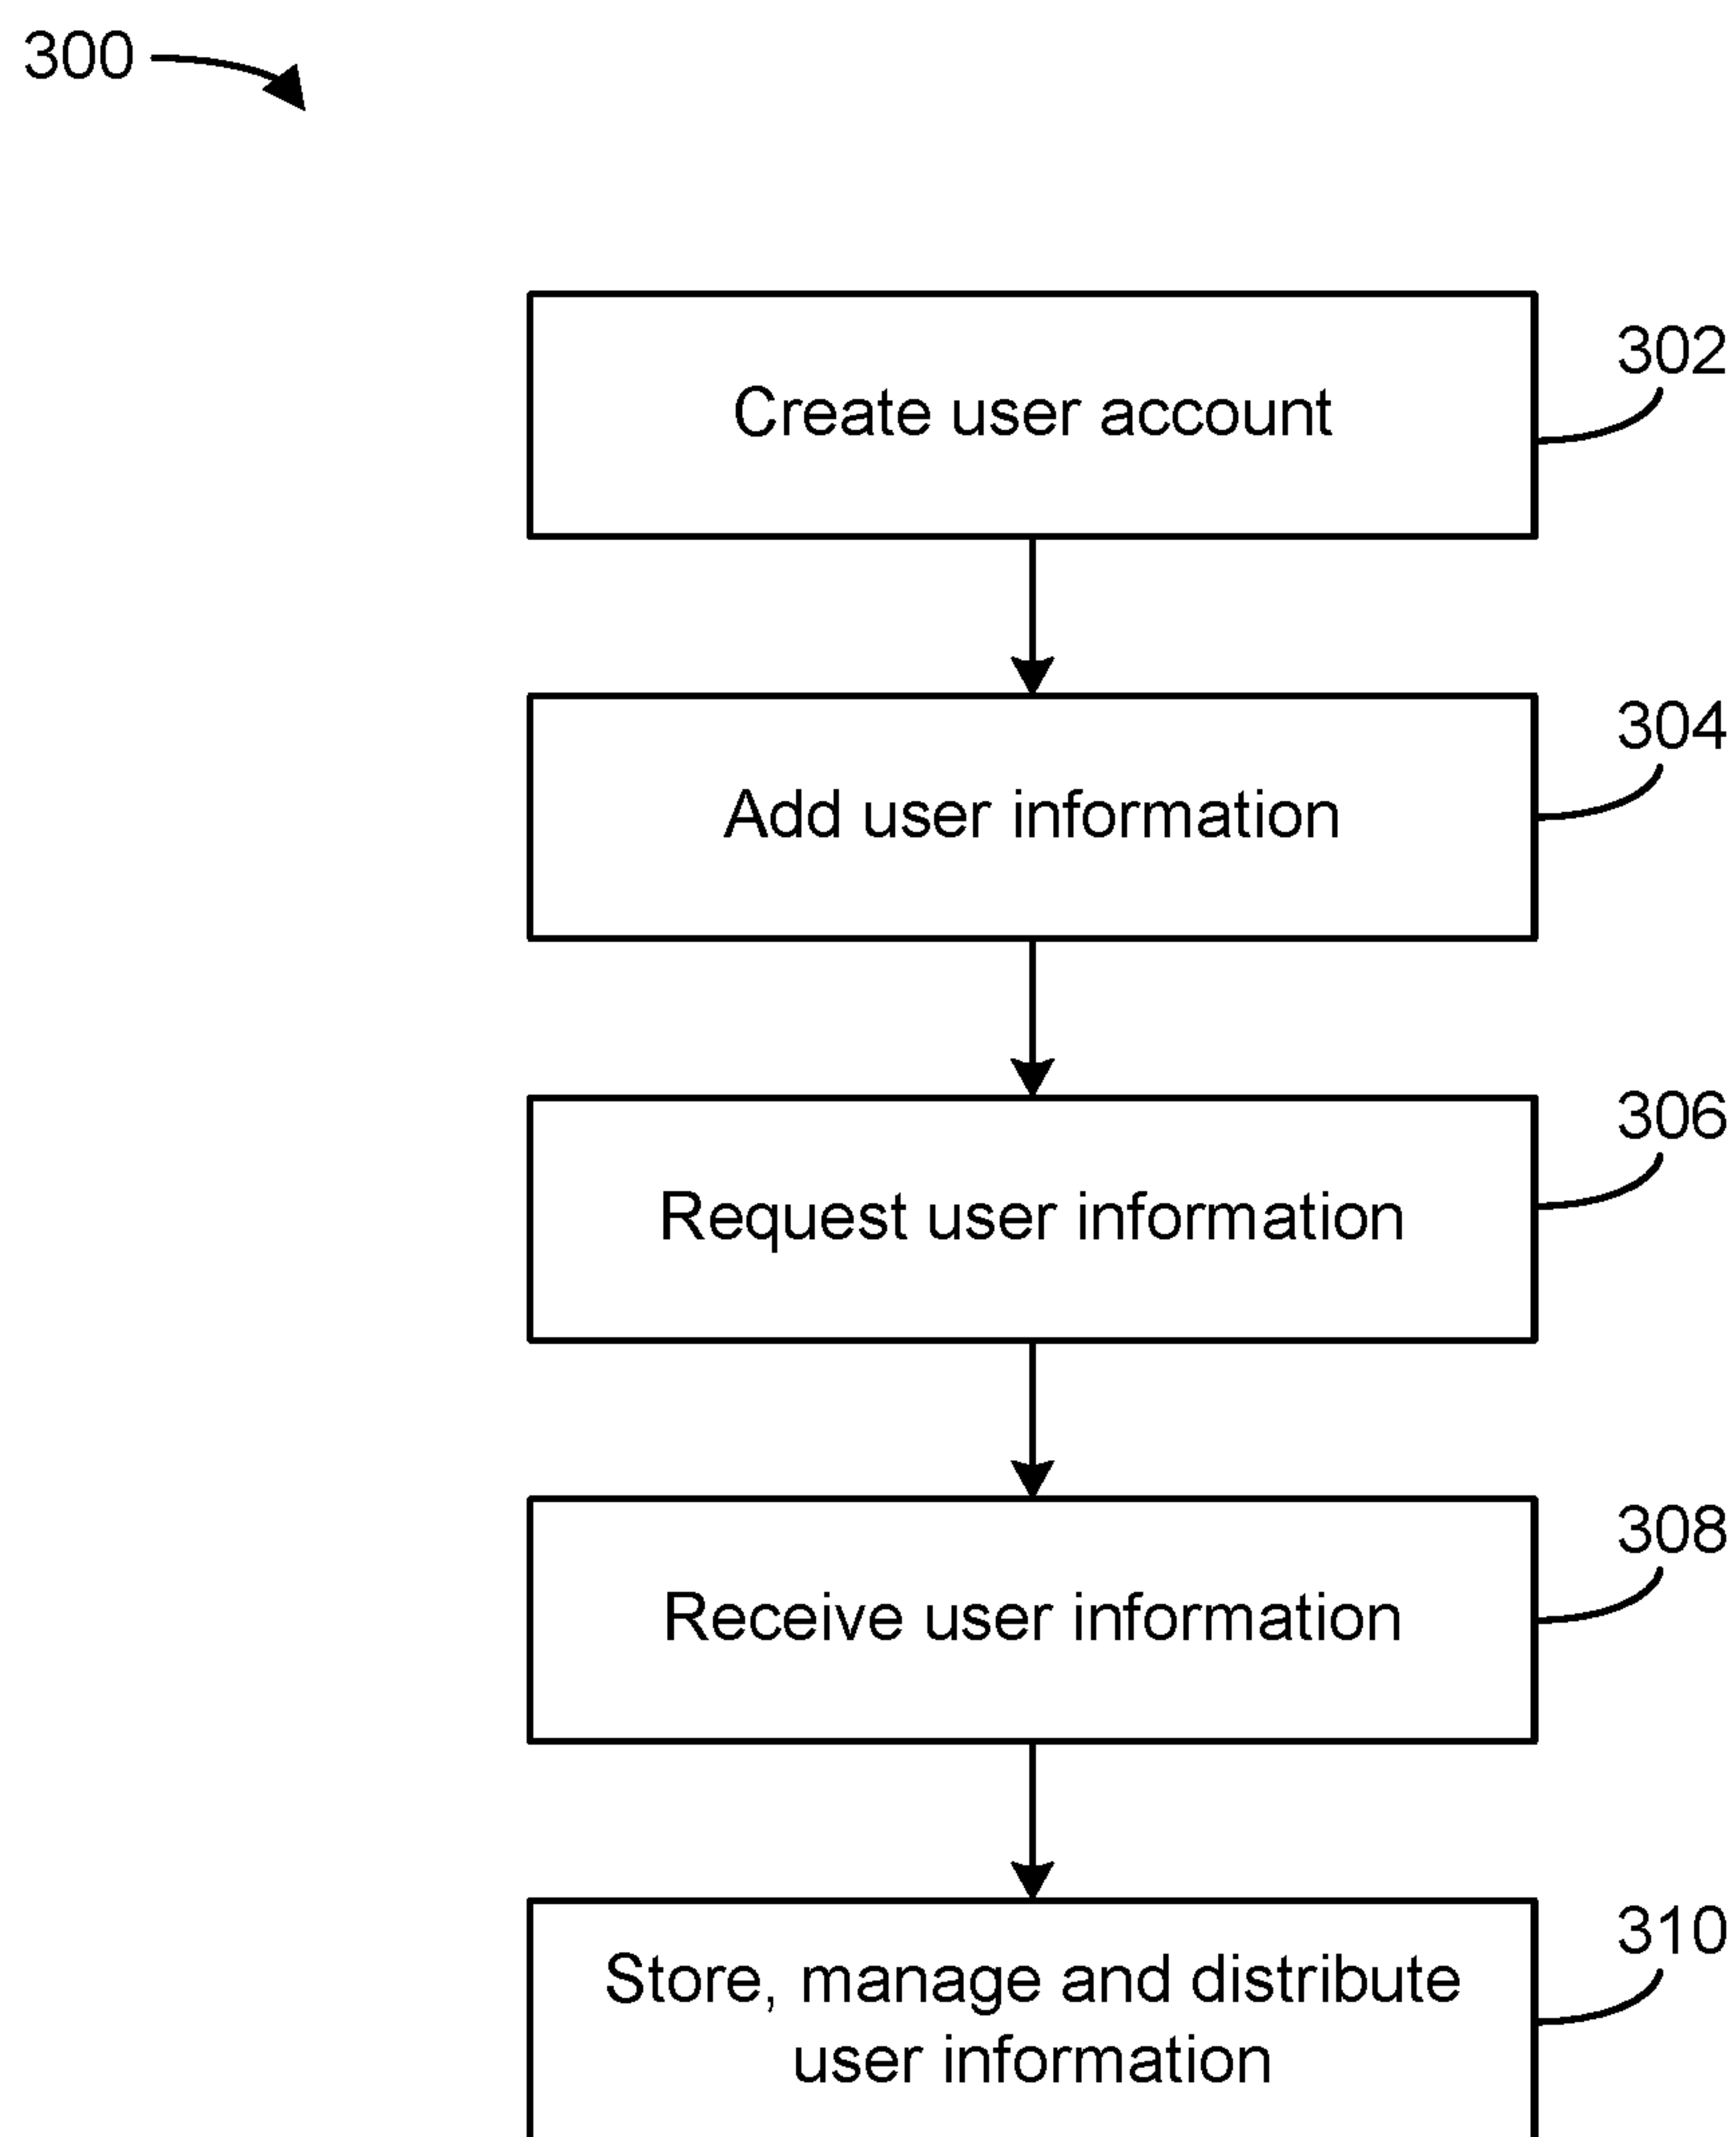 300
302
Create user account
304
Add user information
306
Request user information
308
Receive user information
310
Store, manage and distribute
user information